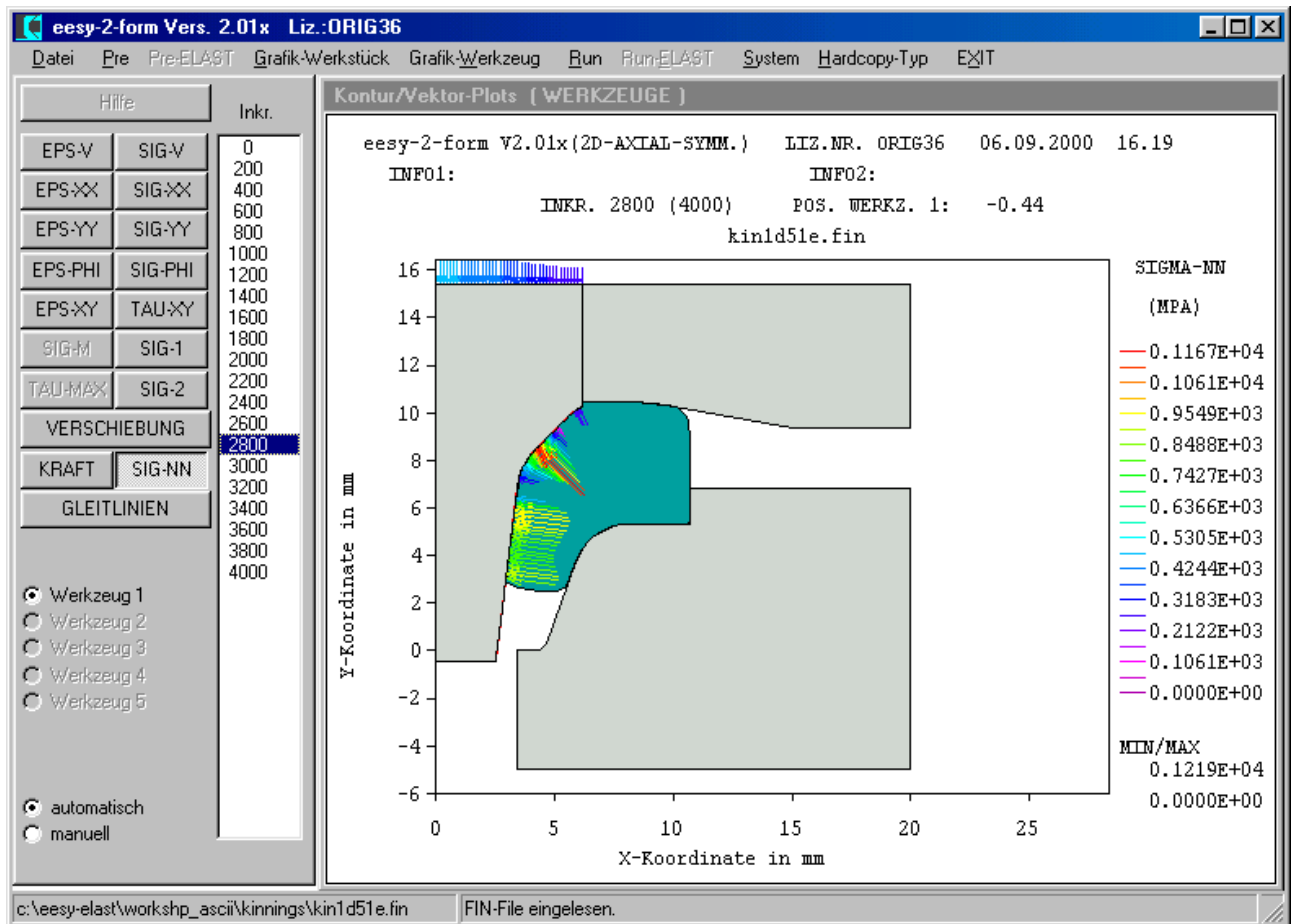 eesy-2-form Vers. 2.01x Liz.:ORIG36
Datei Pre Pre-ELAST Grafik-Werkstück Grafik-Werkzeug Run Run-ELAST System Hardcopy-Typ EXIT
Hilfe
Inkr.
EPS-V SIG-V
EPS-XX SIG-XX
EPS-YY SIG-YY
EPS-PHI SIG-PHI
EPS-XY TAU-XY
SIG-M SIG-1
TAU-MAX SIG-2
VERSCHIEBUNG
KRAFT SIG-NN
GLEITLINIEN
Werkzeug 1
Werkzeug 2
Werkzeug 3
Werkzeug 4
Werkzeug 5
automatisch
manuell
0
200
400
600
800
1000
1200
1400
1600
1800
2000
2200
2400
2600
2800
3000
3200
3400
3600
3800
4000
Kontur/Vektor-Plots ( WERKZEUGE )
eesy-2-form V2.01x(2D-AXIAL-SYMM.) LIZ.NR. ORIG36 06.09.2000 16.19
INFO1: INFO2:
INKR. 2800 (4000) POS. WERKZ. 1: -0.44
kin1d51e.fin
Y-Koordinate in mm
16
14
12
10
8
6
4
2
0
-2
-4
-6
0 5 10 15 20 25
X-Koordinate in mm
SIGMA-NN
(MPA)
0.1167E+04
0.1061E+04
0.9549E+03
0.8488E+03
0.7427E+03
0.6366E+03
0.5305E+03
0.4244E+03
0.3183E+03
0.2122E+03
0.1061E+03
0.0000E+00
MIN/MAX
0.1219E+04
0.0000E+00
c:\eesy-elast\workshp_ascii\kinnings\kin1d51e.fin FIN-File eingelesen.